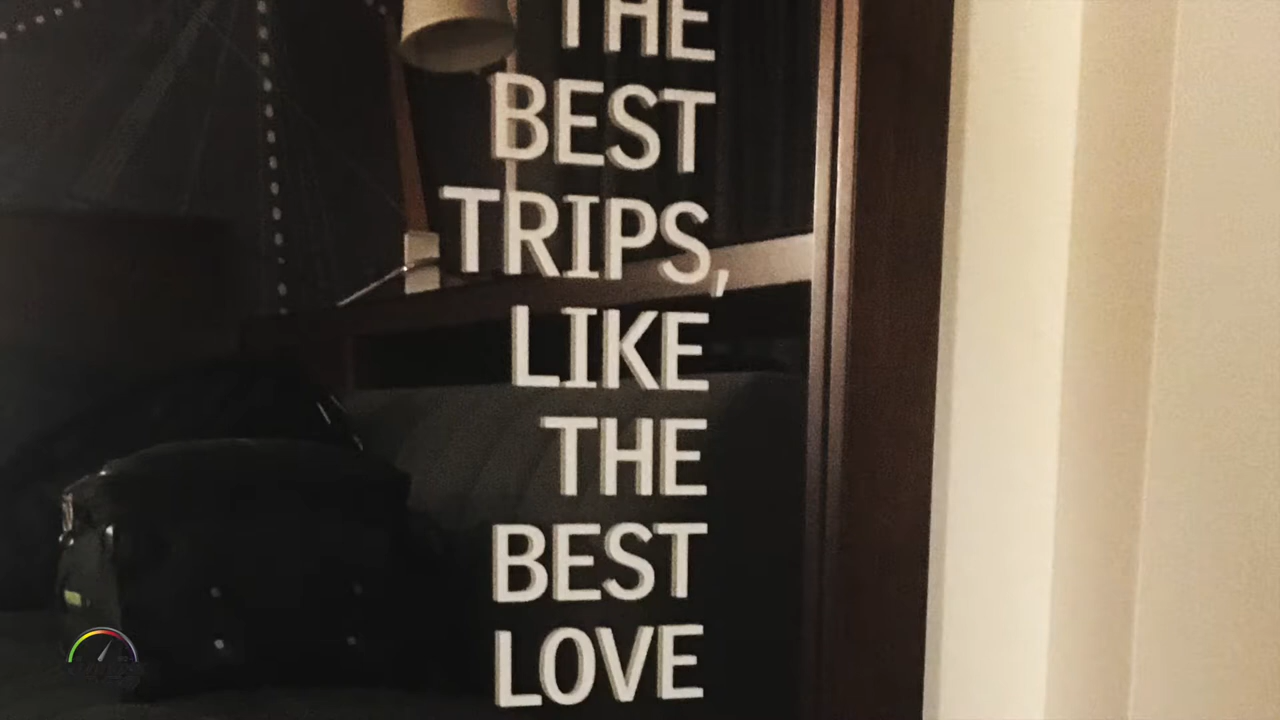 THE
BEST
TRIPS,
LIKE
THE
BEST
LOVE